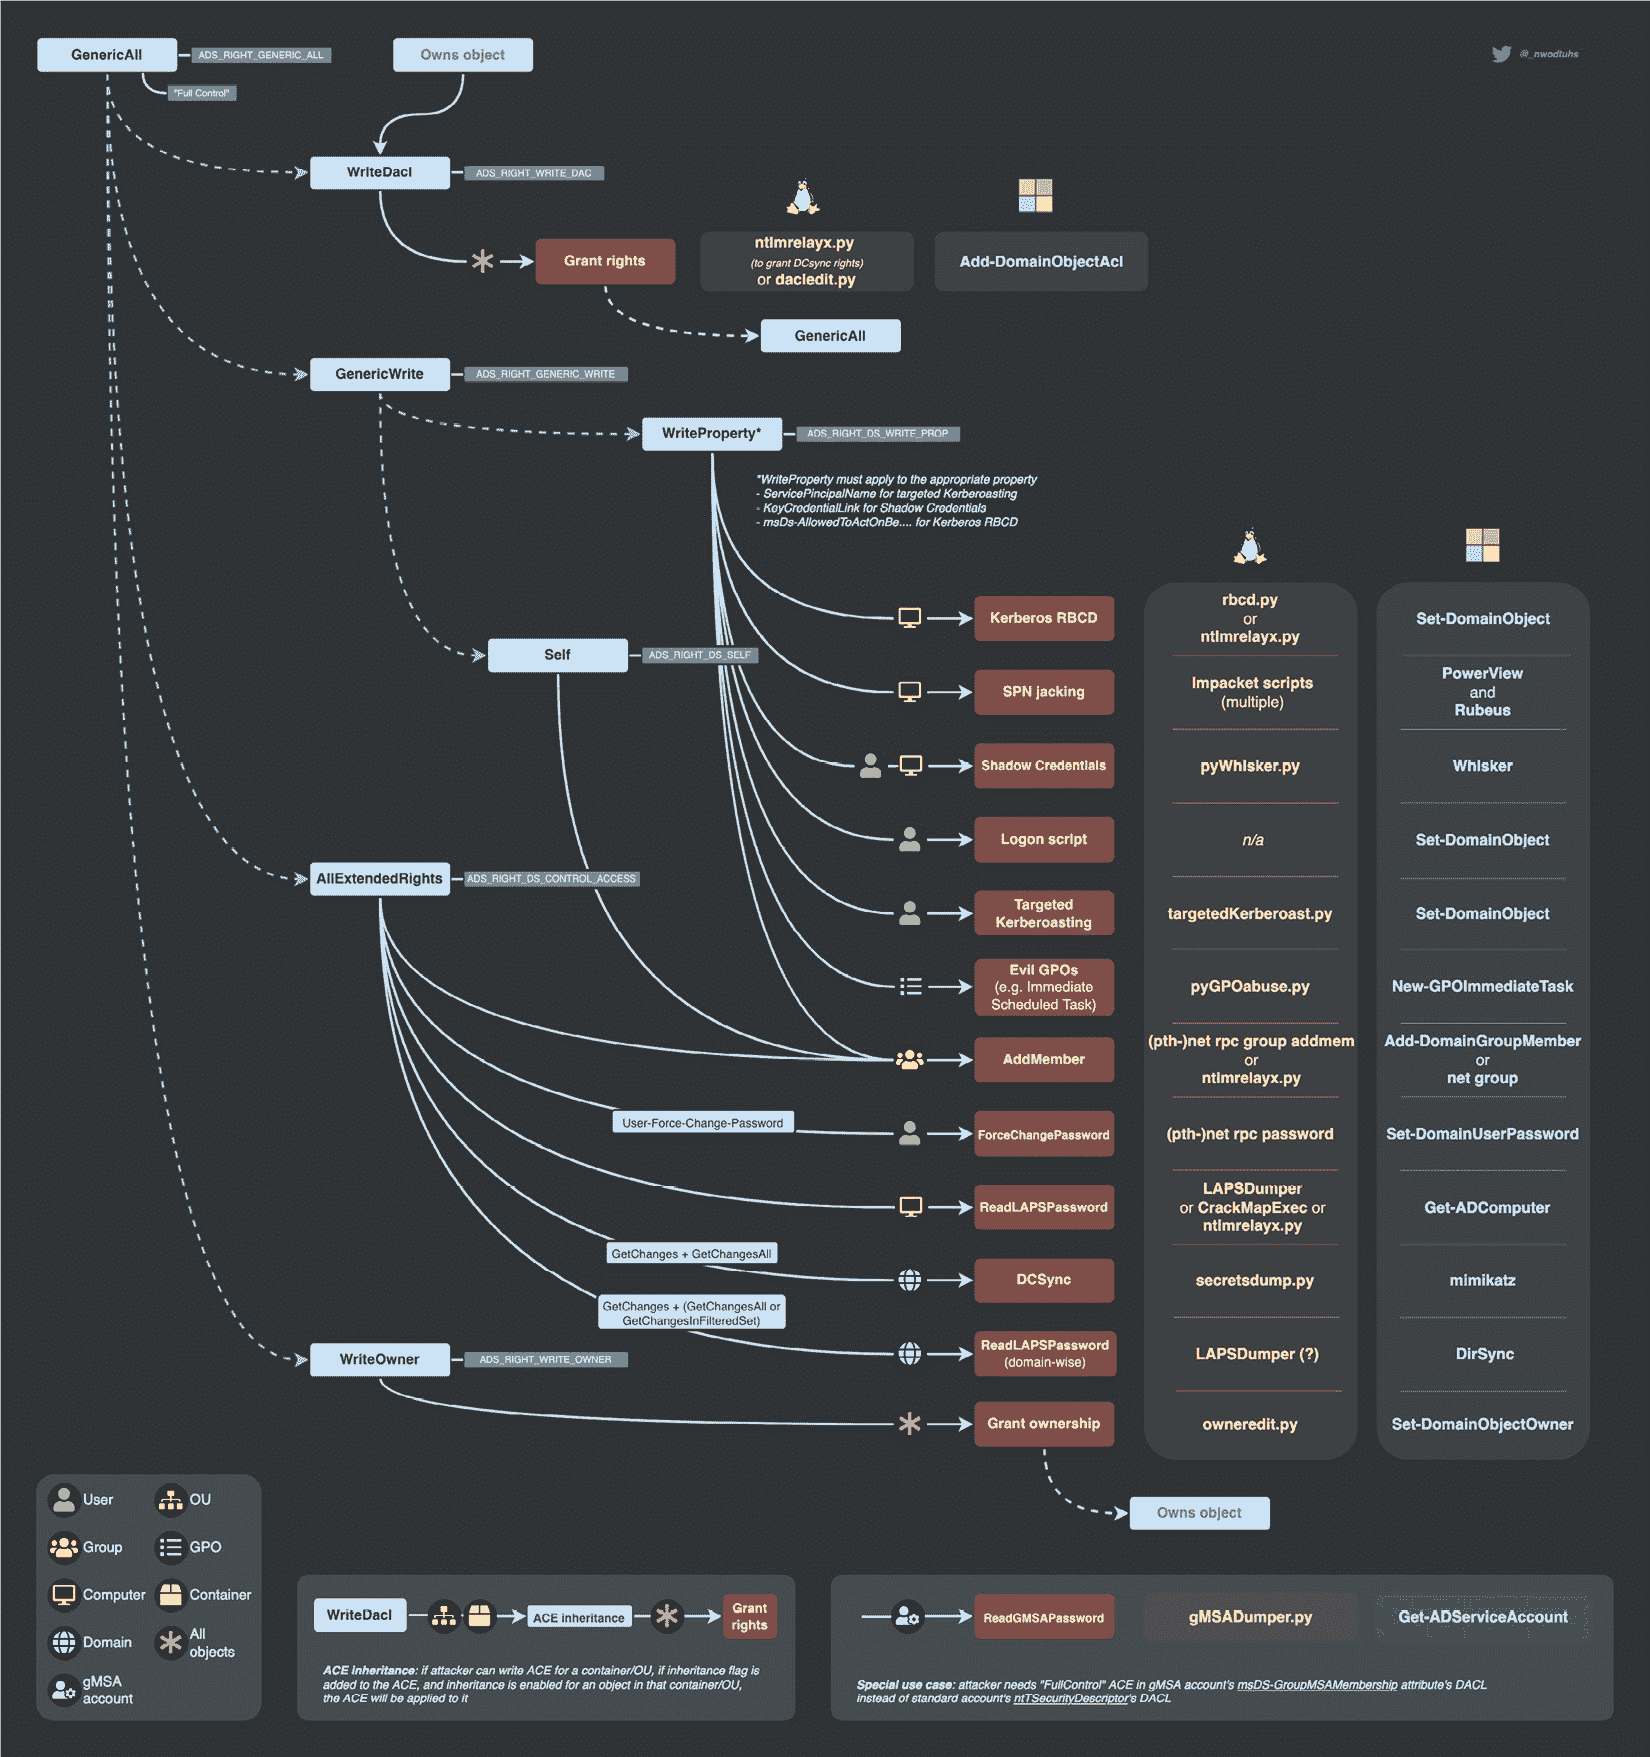 GenericAll
ADS_RIGHT_GENERIC_ALL
"Full Control"
Owns object
@_nwodtuhs
WriteDacl
ADS_RIGHT_WRITE_DAC
Grant rights
ntlmrelayx.py
(to grant DCsync rights)
or dacledit.py
Add-DomainObjectAcl
GenericAll
GenericWrite
ADS_RIGHT_GENERIC_WRITE
WriteProperty*
ADS_RIGHT_DS_WRITE_PROP
*WriteProperty must apply to the appropriate property
- ServicePincipalName for targeted Kerberoasting
- KeyCredentialLink for Shadow Credentials
- msDs-AllowedToActOnBe.... for Kerberos RBCD
Kerberos RBCD
rbcd.py
or
ntlmrelayx.py
Set-DomainObject
Self
ADS_RIGHT_DS_SELF
SPN jacking
Impacket scripts
(multiple)
PowerView
and
Rubeus
Shadow Credentials
pyWhisker.py
Whisker
Logon script
n/a
Set-DomainObject
AllExtendedRights
ADS_RIGHT_DS_CONTROL_ACCESS
Targeted
Kerberoasting
targetedKerberoast.py
Set-DomainObject
Evil GPOs
(e.g. Immediate
Scheduled Task)
pyGPOabuse.py
New-GPOImmediateTask
AddMember
(pth-)net rpc group addmem
or
ntlmrelayx.py
Add-DomainGroupMember
or
net group
User-Force-Change-Password
ForceChangePassword
(pth-)net rpc password
Set-DomainUserPassword
ReadLAPSPassword
LAPSDumper
or CrackMapExec or
ntlmrelayx.py
Get-ADComputer
GetChanges + GetChangesAll
DCSync
secretsdump.py
mimikatz
GetChanges + (GetChangesAll or
GetChangesInFilteredSet)
ReadLAPSPassword
(domain-wise)
LAPSDumper (?)
DirSync
WriteOwner
ADS_RIGHT_WRITE_OWNER
Grant ownership
owneredit.py
Set-DomainObjectOwner
Owns object
User
OU
Group
GPO
Computer
Container
Domain
All
objects
gMSA
account
WriteDacl
ACE inheritance
Grant
rights
ACE Inheritance: if attacker can write ACE for a container/OU, if inheritance flag is
added to the ACE, and inheritance is enabled for an object in that container/OU,
the ACE will be applied to it
ReadGMSAPassword
gMSADumper.py
Get-ADServiceAccount
Special use case: attacker needs "FullControl" ACE in gMSA account's msDS-GroupMSAMembership attribute's DACL
instead of standard account's ntTSecurityDescriptor's DACL